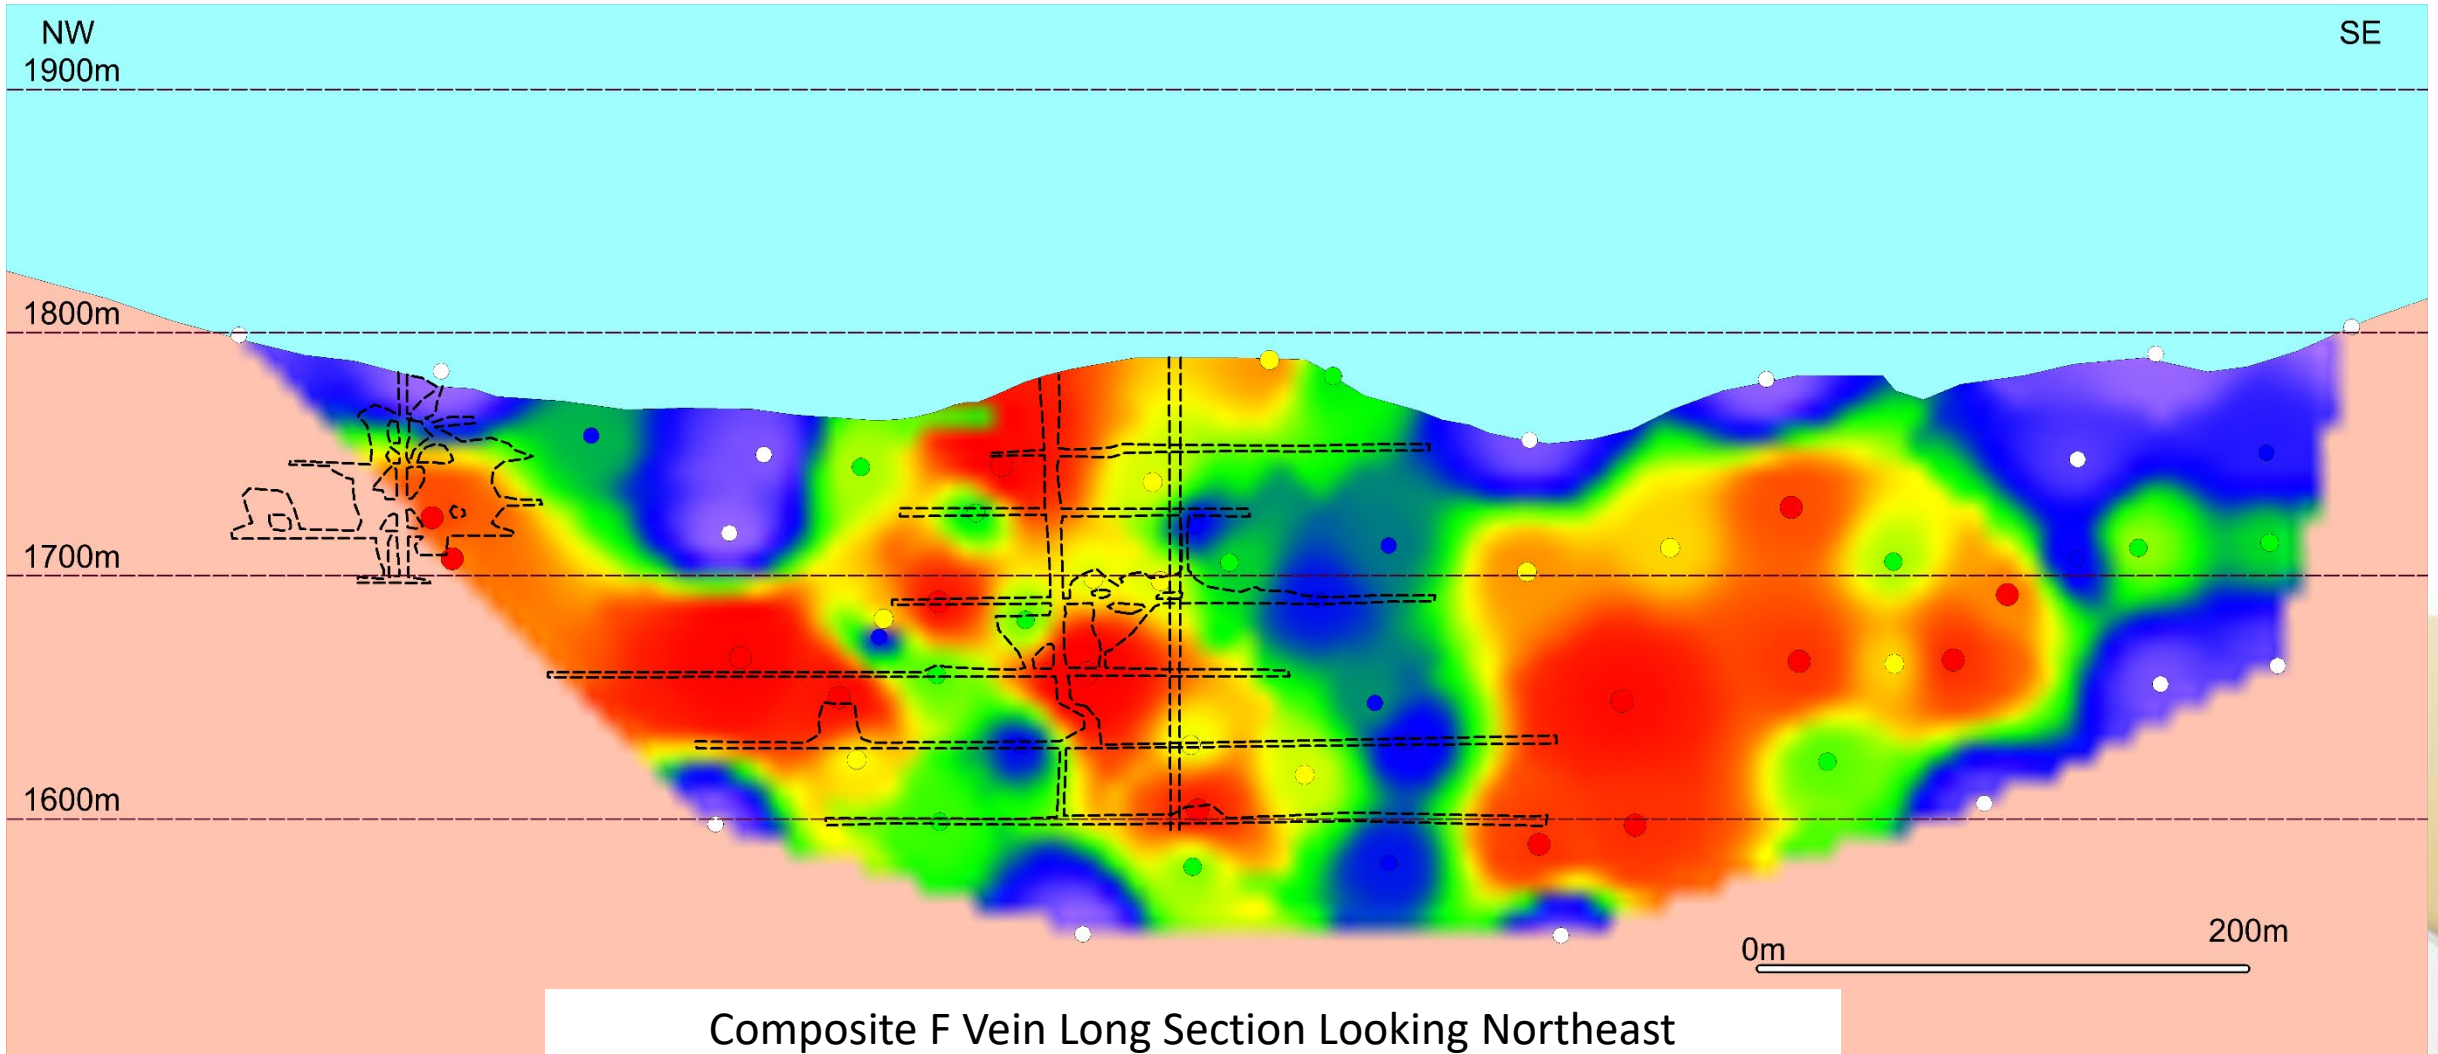 NW
SE
1900m
1800m
1700m
1600m
0m
200m
Composite F Vein Long Section Looking Northeast